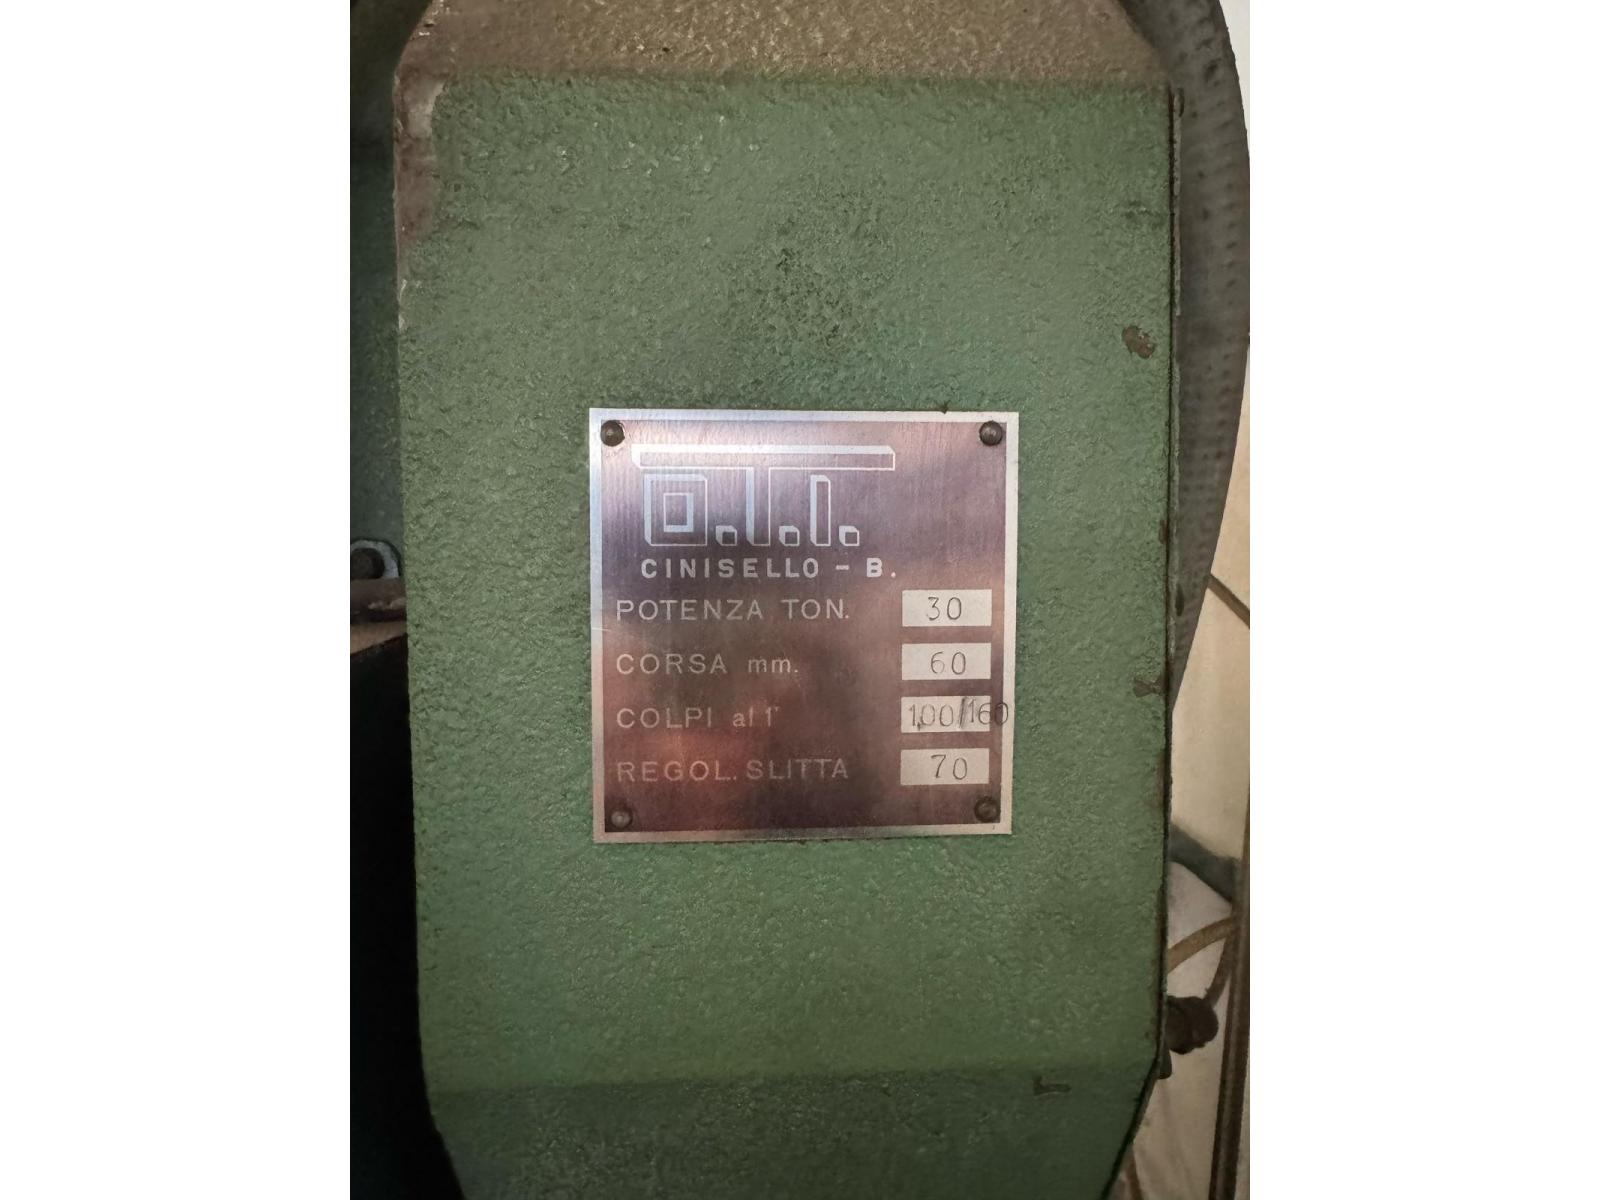 O.T.I.
CINISELLO - B.
POTENZA TON. 30
CORSA mm. 60
COLPI al 1' 100/160
REGOL. SLITTA 70